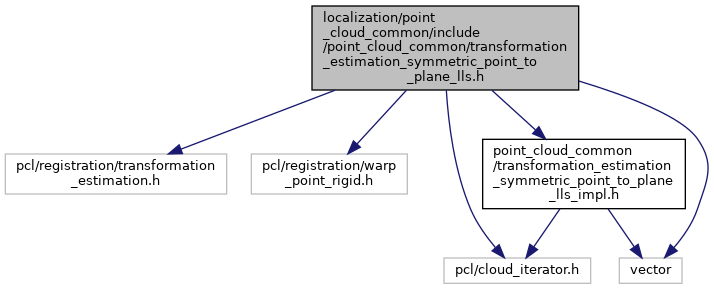 localization/point
_cloud_common/include
/point_cloud_common/transformation
_estimation_symmetric_point_to
_plane_lls.h
pcl/registration/transformation
_estimation.h
pcl/registration/warp
_point_rigid.h
point_cloud_common
/transformation_estimation
_symmetric_point_to_plane
_lls_impl.h
pcl/cloud_iterator.h
vector